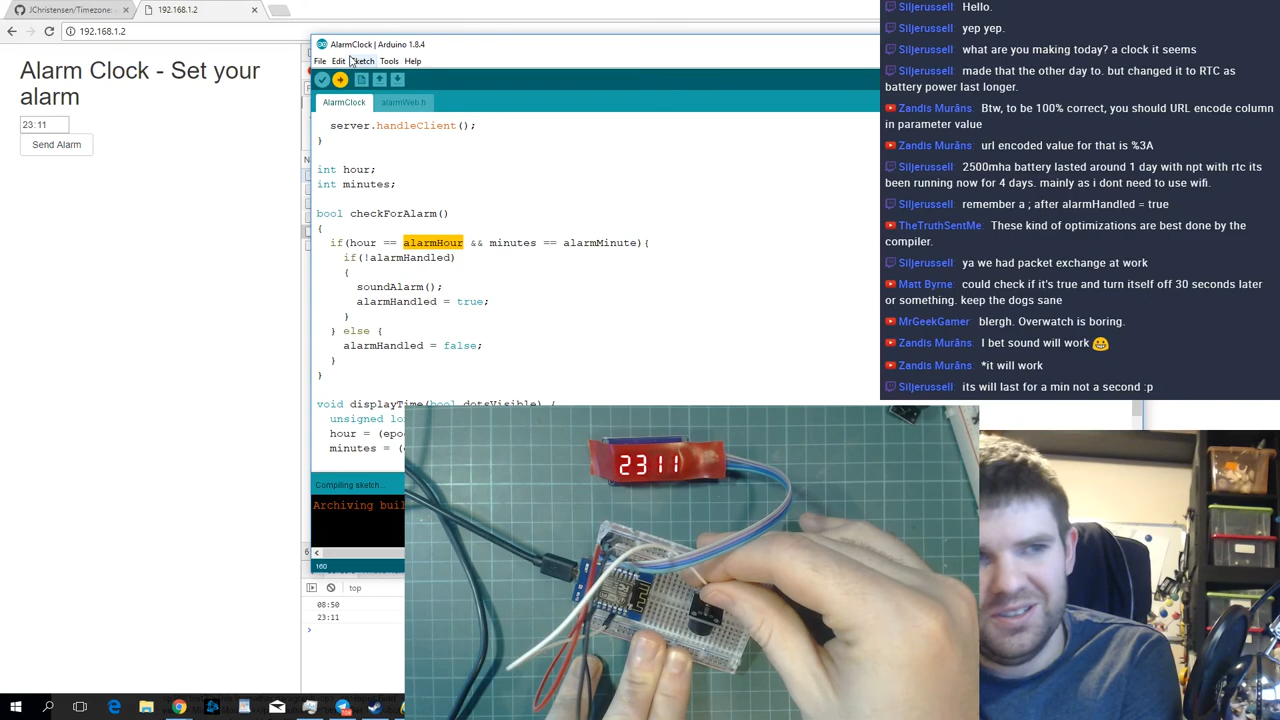 JChristensen/Timezone:
192.168.1.2
192.168.1.2
Alarm Clock - Set your
alarm
23:11
Send Alarm
AlarmClock | Arduino 1.8.4
File Edit Sketch Tools Help
AlarmClock alarmWeb.h
server.handleClient();
}
int hour;
int minutes;
bool checkForAlarm()
{
if(hour == alarmHour && minutes == alarmMinute){
if(!alarmHandled)
{
soundAlarm();
alarmHandled = true;
}
} else {
alarmHandled = false;
}
}
void displayTime(bool dotsVisible) {
unsigned lo
hour = (epo
minutes = (
Compiling sketch...
Archiving buil
160
top
08:50
23:11
Siljerussell: Hello.
Siljerussell: yep yep.
Siljerussell: what are you making today? a clock it seems
Siljerussell: made that the other day to. but changed it to RTC as
battery power last longer.
Zandis Murāns: Btw, to be 100% correct, you should URL encode column
in parameter value
Zandis Murāns: url encoded value for that is %3A
Siljerussell: 2500mha battery lasted around 1 day with npt with rtc its
been running now for 4 days. mainly as i dont need to use wifi.
Siljerussell: remember a ; after alarmHandled = true
TheTruthSentMe: These kind of optimizations are best done by the
compiler.
Siljerussell: ya we had packet exchange at work
Matt Byrne: could check if it's true and turn itself off 30 seconds later
or something. keep the dogs sane
MrGeekGamer: blergh. Overwatch is boring.
Zandis Murāns: I bet sound will work
Zandis Murāns: *it will work
Siljerussell: its will last for a min not a second :p
2311